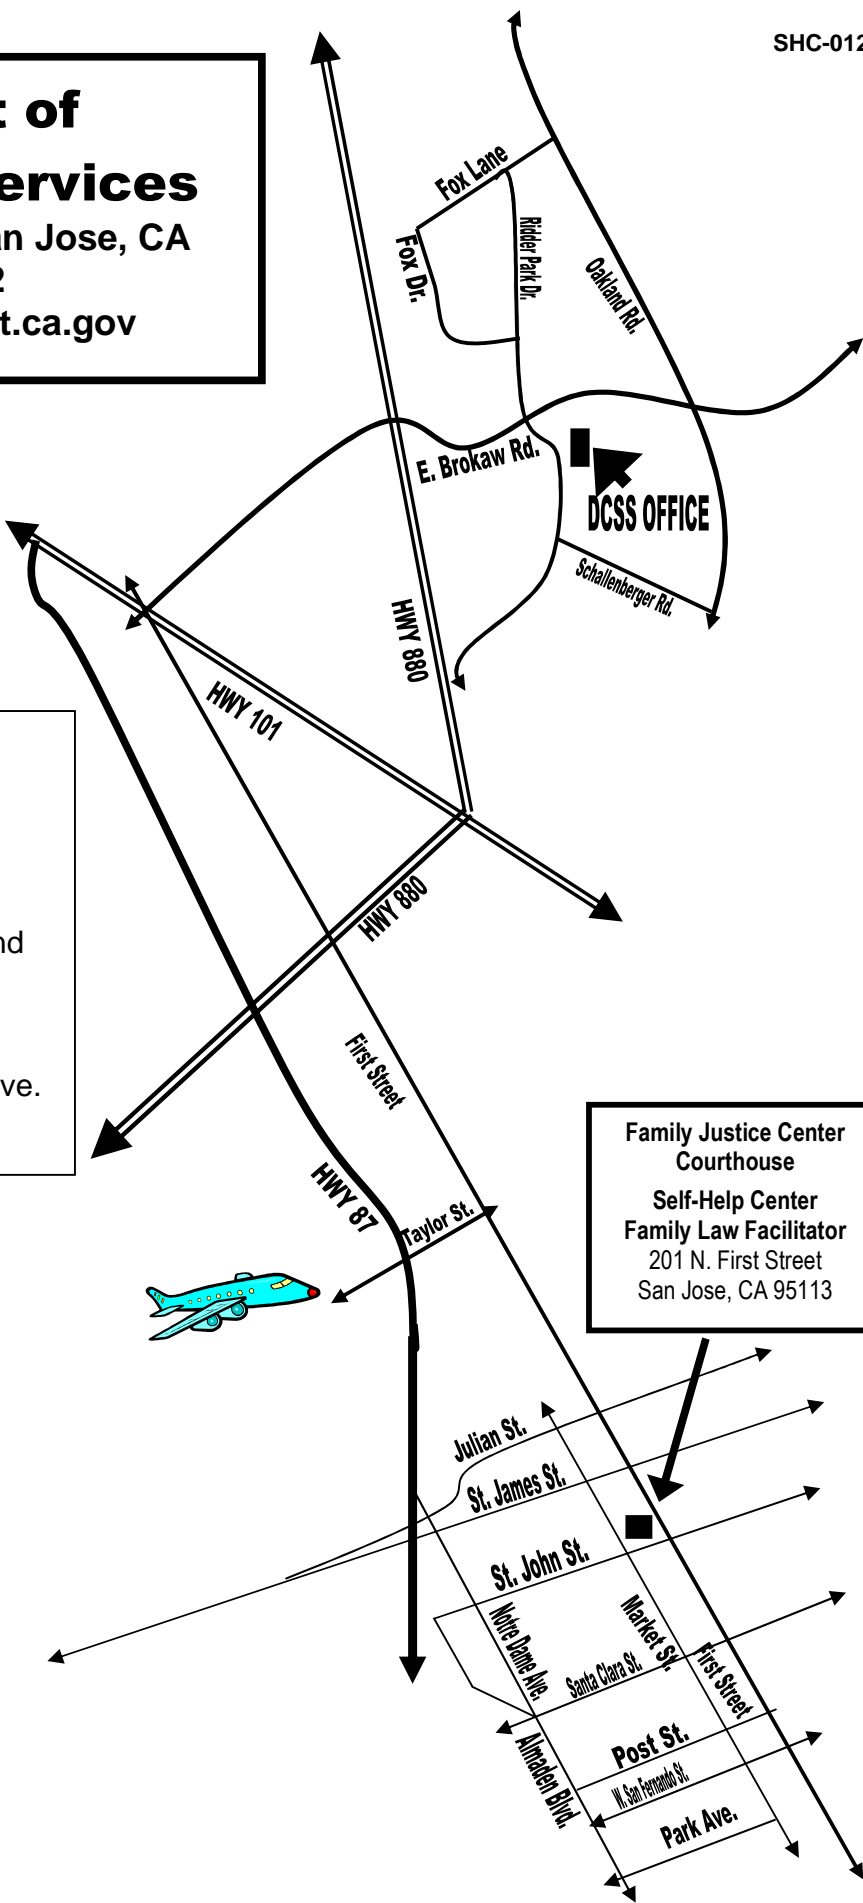 SHC-012
t of
ervices
an Jose, CA
2
t.ca.gov
Fox Lane
Fox Dr.
Ridder Park Dr.
Oakland Rd.
E. Brokaw Rd.
DCSS OFFICE
Schallenberger Rd.
HWY 880
HWY 101
nd
ve.
HWY 880
First Street
HWY 87
Taylor St.
Family Justice Center
Courthouse
Self-Help Center
Family Law Facilitator
201 N. First Street
San Jose, CA 95113
Julian St.
St. James St.
St. John St.
Notre Dame Ave.
Market St.
Santa Clara St.
First Street
Almaden Blvd.
Post St.
W. San Fernando St.
Park Ave.